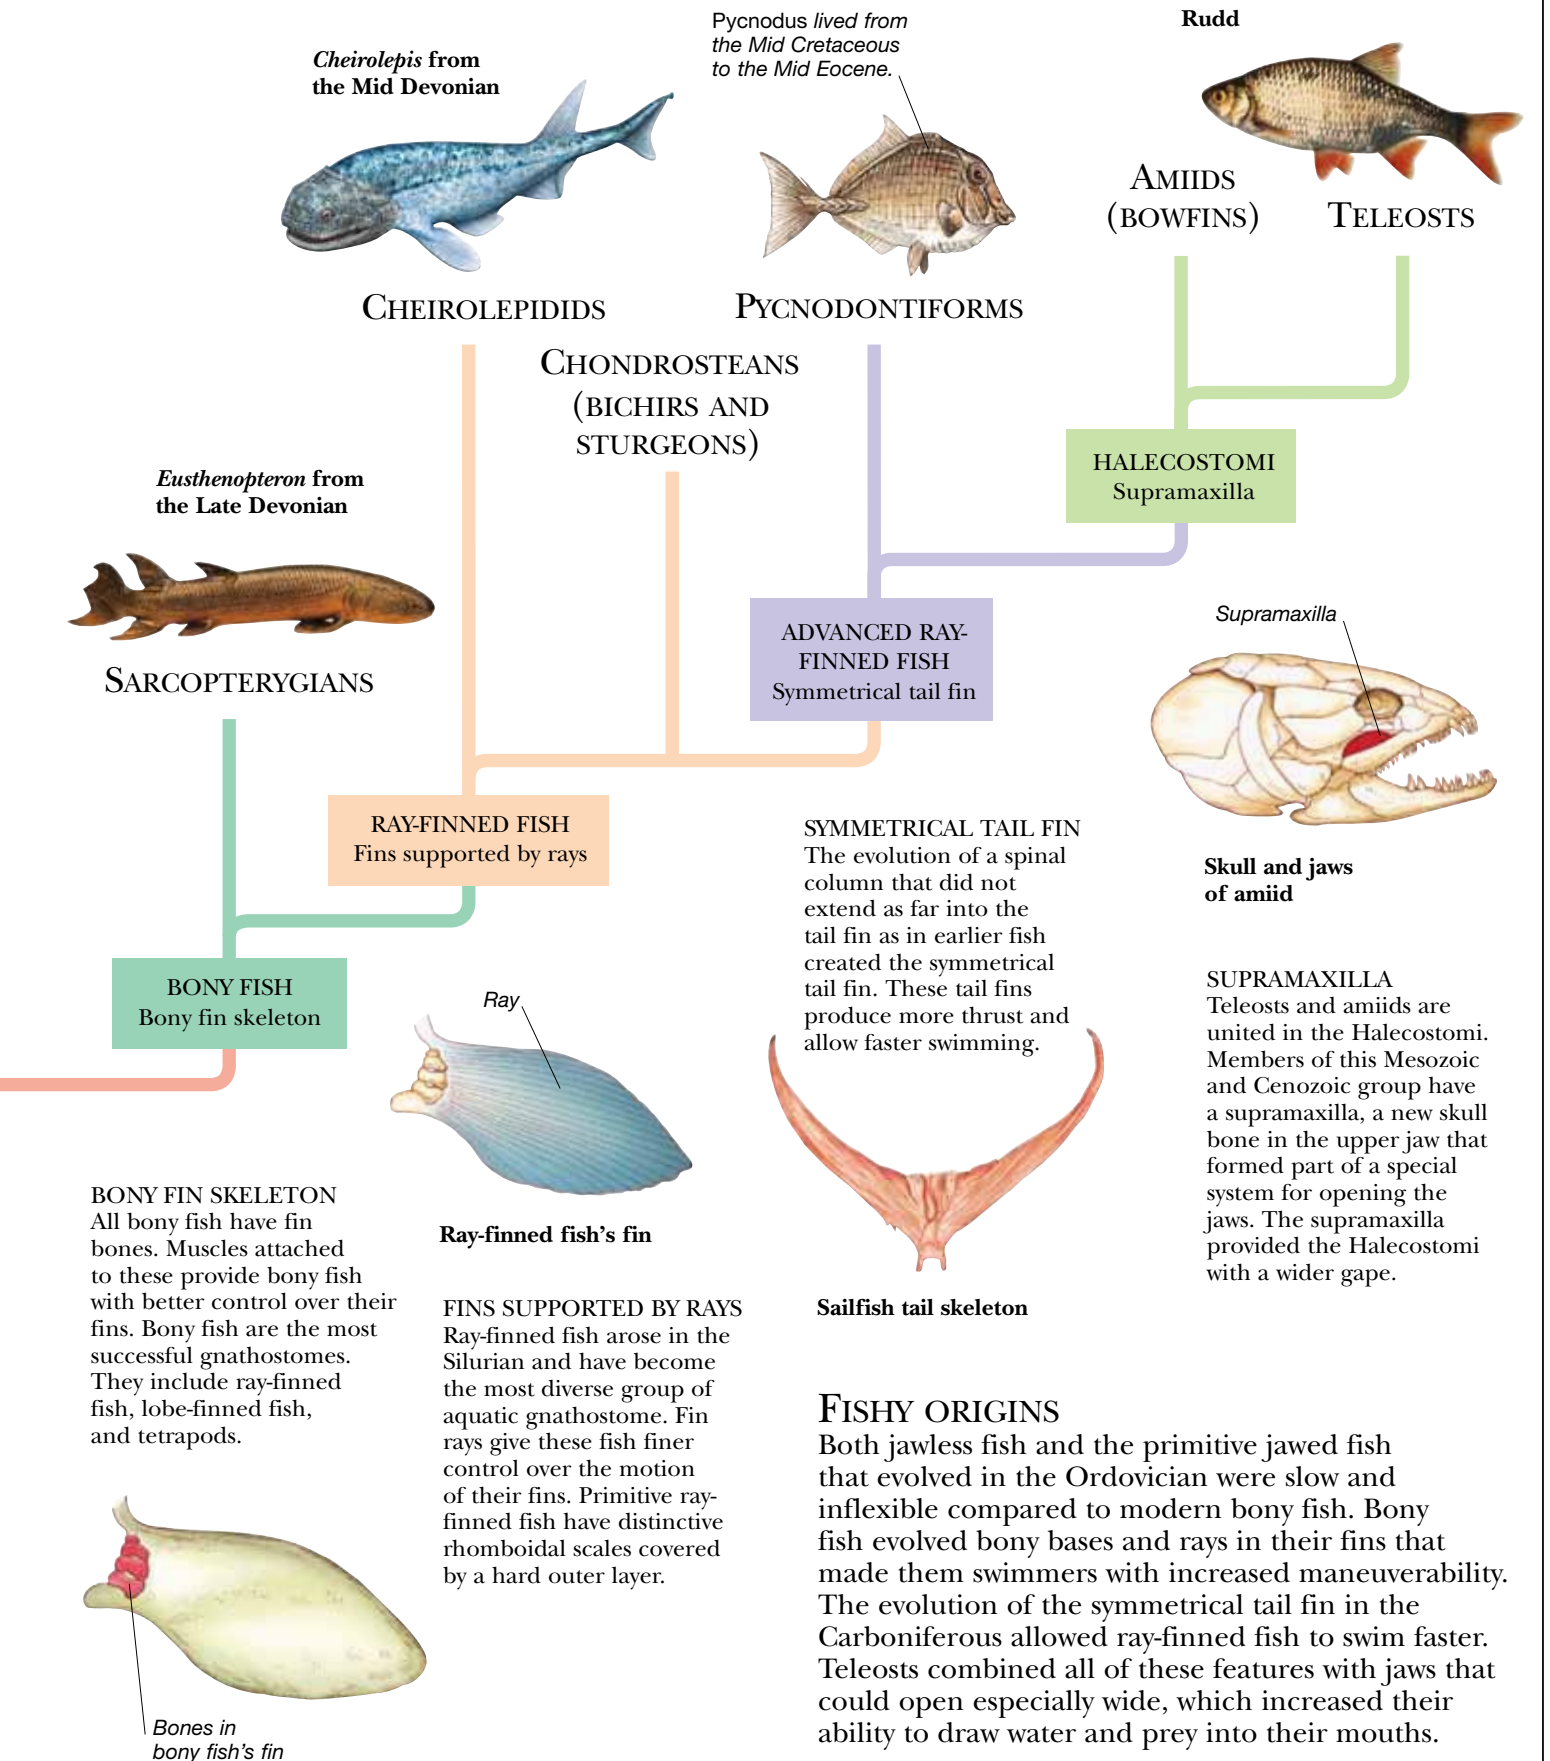 Pycnodus lived from
the Mid Cretaceous
to the Mid Eocene.
Rudd
Cheirolepis from
the Mid Devonian
AMIIDS
(BOWFINS)
TELEOSTS
CHEIROLEPIDIDS
PYCNODONTIFORMS
CHONDROSTEANS
(BICHIRS AND
STURGEONS)
HALECOSTOMI
Supramaxilla
Eusthenopteron from
the Late Devonian
SARCOPTERYGIANS
ADVANCED RAY-
FINNED FISH
Symmetrical tail fin
Supramaxilla
RAY-FINNED FISH
Fins supported by rays
Skull and jaws
of amiid
BONY FISH
Bony fin skeleton
Ray
SYMMETRICAL TAIL FIN
The evolution of a spinal
column that did not
extend as far into the
tail fin as in earlier fish
created the symmetrical
tail fin. These tail fins
produce more thrust and
allow faster swimming.
SUPRAMAXILLA
Teleosts and amiids are
united in the Halecostomi.
Members of this Mesozoic
and Cenozoic group have
a supramaxilla, a new skull
bone in the upper jaw that
formed part of a special
system for opening the
jaws. The supramaxilla
provided the Halecostomi
with a wider gape.
BONY FIN SKELETON
All bony fish have fin
bones. Muscles attached
to these provide bony fish
with better control over their
fins. Bony fish are the most
successful gnathostomes.
They include ray-finned
fish, lobe-finned fish,
and tetrapods.
Ray-finned fish's fin
FINS SUPPORTED BY RAYS
Ray-finned fish arose in the
Silurian and have become
the most diverse group of
aquatic gnathostome. Fin
rays give these fish finer
control over the motion
of their fins. Primitive ray-
finned fish have distinctive
rhomboidal scales covered
by a hard outer layer.
Sailfish tail skeleton
FISHY ORIGINS
Both jawless fish and the primitive jawed fish
that evolved in the Ordovician were slow and
inflexible compared to modern bony fish. Bony
fish evolved bony bases and rays in their fins that
made them swimmers with increased maneuverability.
The evolution of the symmetrical tail fin in the
Carboniferous allowed ray-finned fish to swim faster.
Teleosts combined all of these features with jaws that
could open especially wide, which increased their
ability to draw water and prey into their mouths.
Bones in
bony fish's fin